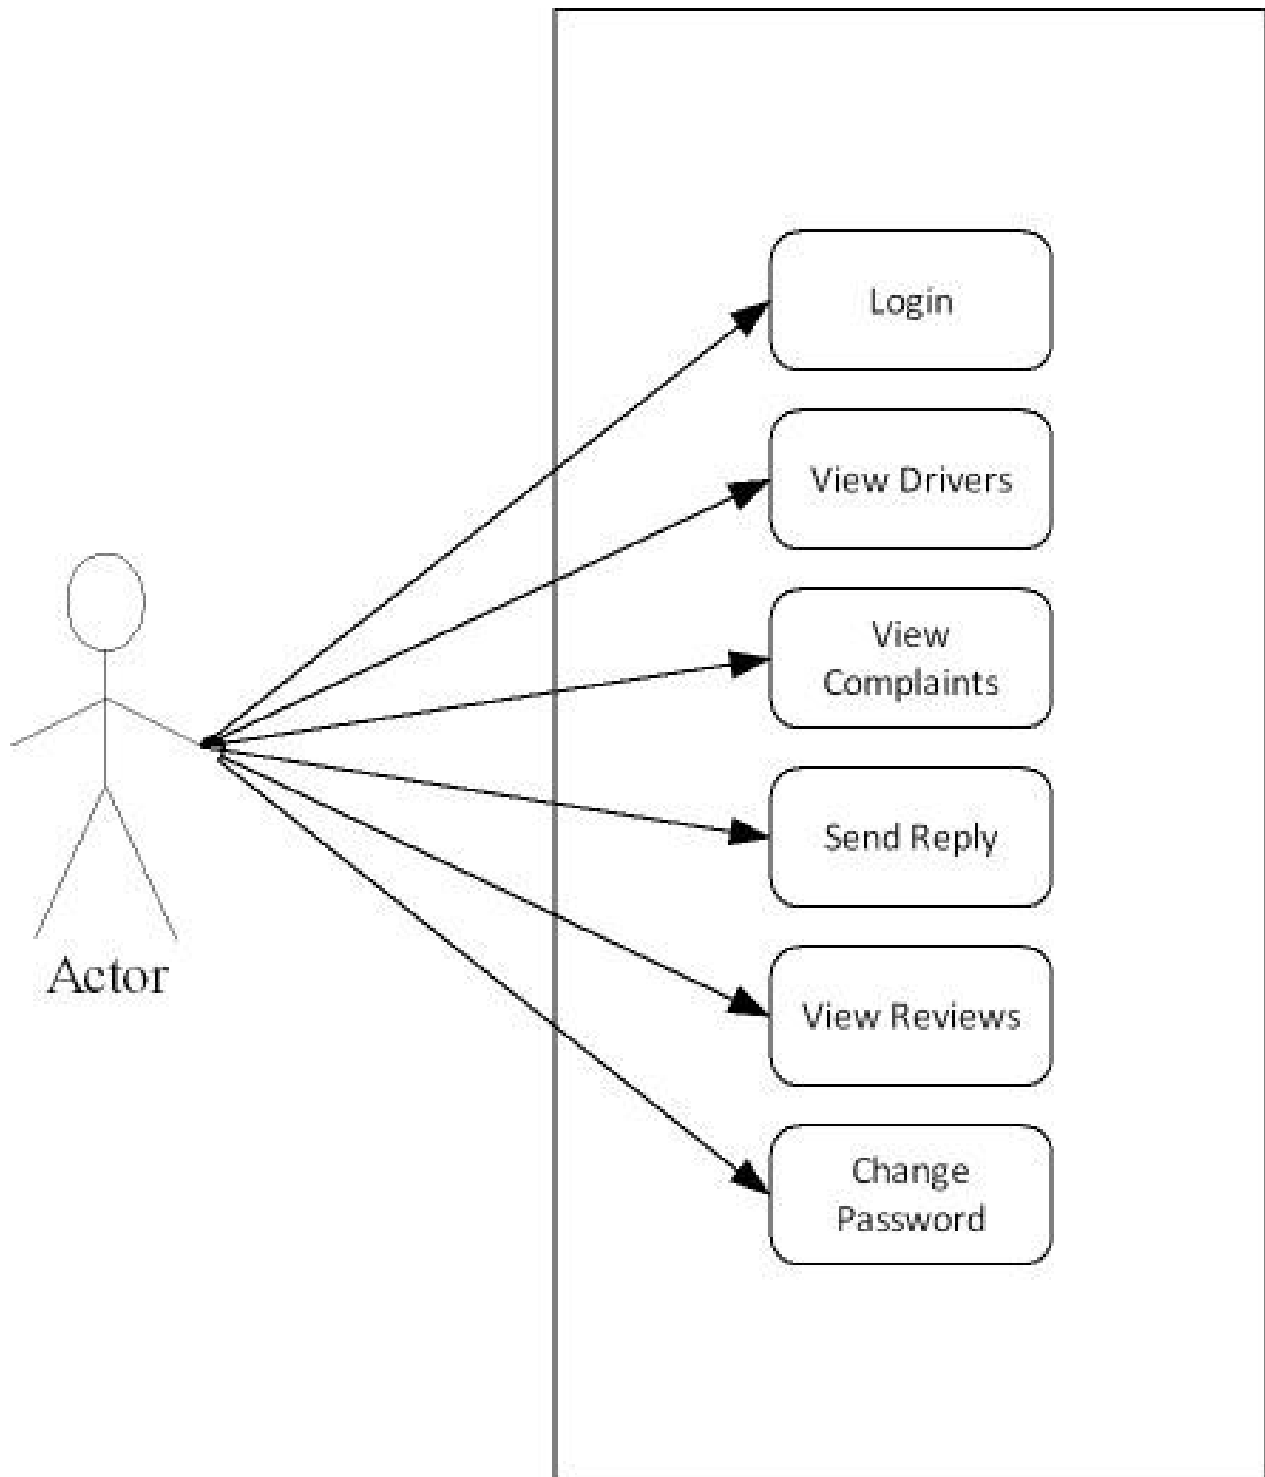 Login
View Drivers
View
Complaints
Send Reply
View Reviews
Change
Password
Actor